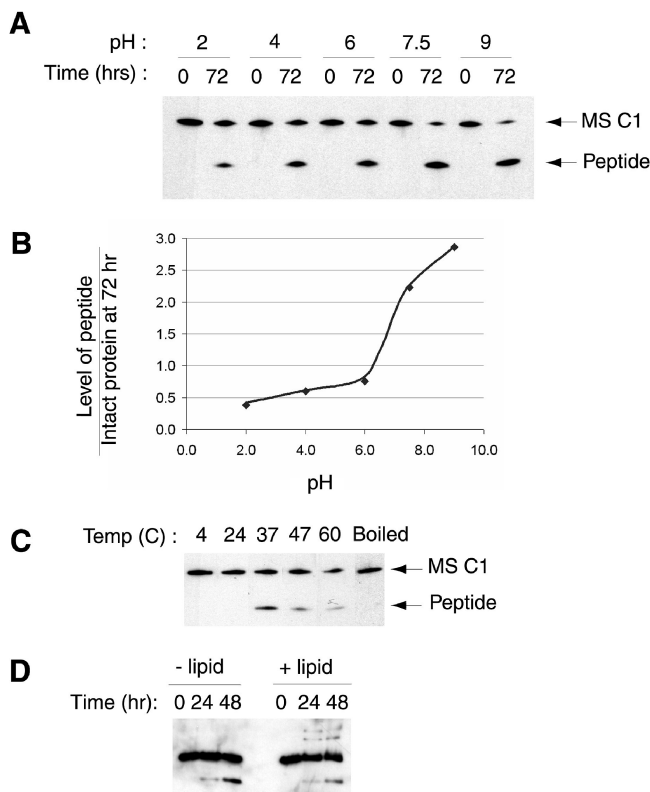 A
pH : 2 4 6 7.5 9
Time (hrs) : 0 72 0 72 0 72 0 72 0 72
MS C1
Peptide
B
Level of peptide
Intact protein at 72 hr
3.0
2.5
2.0
1.0
0.5
0.0
0.0 2.0 4.0 6.0 8.0 10.0
pH
C
Temp (C) : 4 24 37 47 60 Boiled
MS C1
Peptide
D
- lipid + lipid
Time (hr): 0 24 48 0 24 48